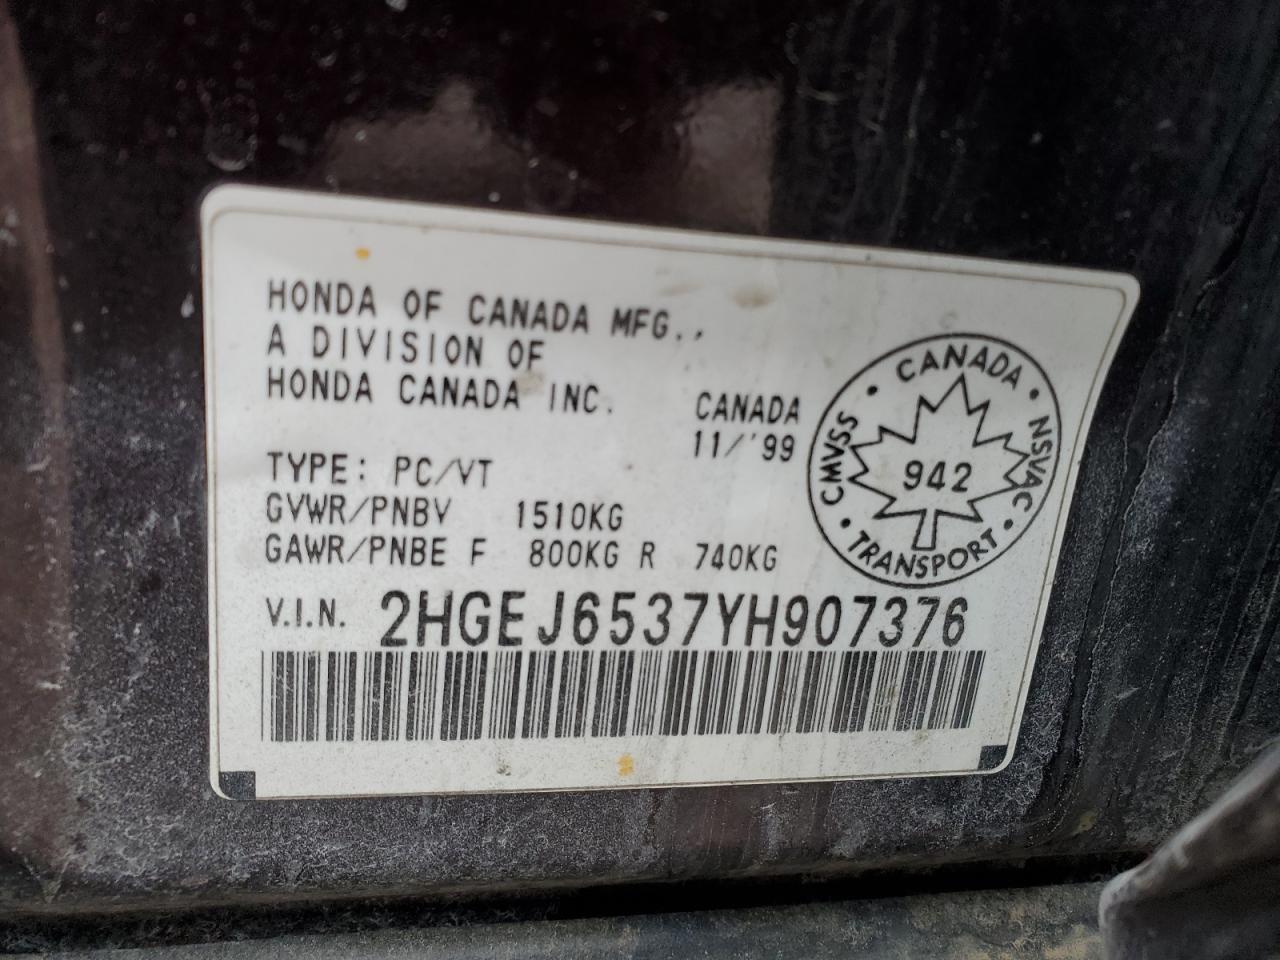 HONDA OF CANADA MFG.,
A DIVISION OF
HONDA CANADA INC.
CANADA
11/'99
TYPE: PC/VT
GVWR/PNBV 1510KG
GAWR/PNBE F 800KG R 740KG
V.I.N. 2HGEJ6537YH907376
CANADA • NSVAC • TRANSPORT • CMVSS •
942